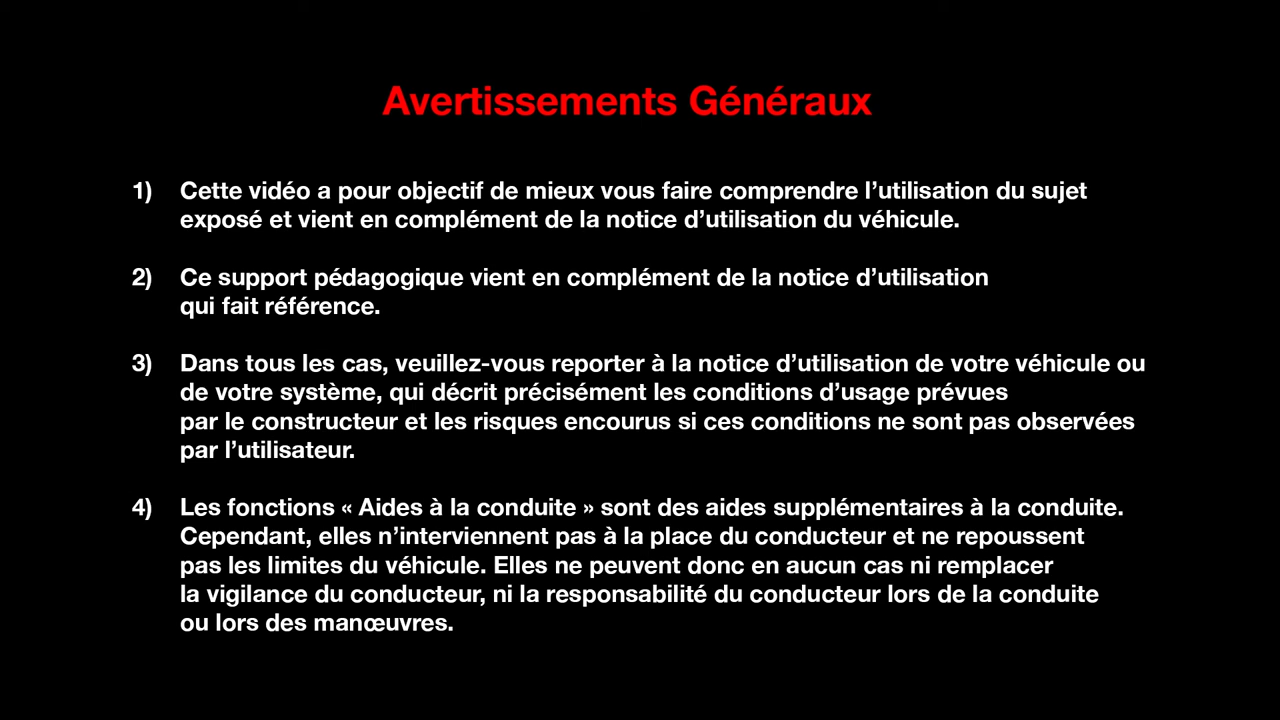 Avertissements Généraux
1) Cette vidéo a pour objectif de mieux vous faire comprendre l’utilisation du sujet
exposé et vient en complément de la notice d’utilisation du véhicule.
2) Ce support pédagogique vient en complément de la notice d’utilisation
qui fait référence.
3) Dans tous les cas, veuillez-vous reporter à la notice d’utilisation de votre véhicule ou
de votre système, qui décrit précisément les conditions d’usage prévues
par le constructeur et les risques encourus si ces conditions ne sont pas observées
par l’utilisateur.
4) Les fonctions « Aides à la conduite » sont des aides supplémentaires à la conduite.
Cependant, elles n’interviennent pas à la place du conducteur et ne repoussent
pas les limites du véhicule. Elles ne peuvent donc en aucun cas ni remplacer
la vigilance du conducteur, ni la responsabilité du conducteur lors de la conduite
ou lors des manœuvres.